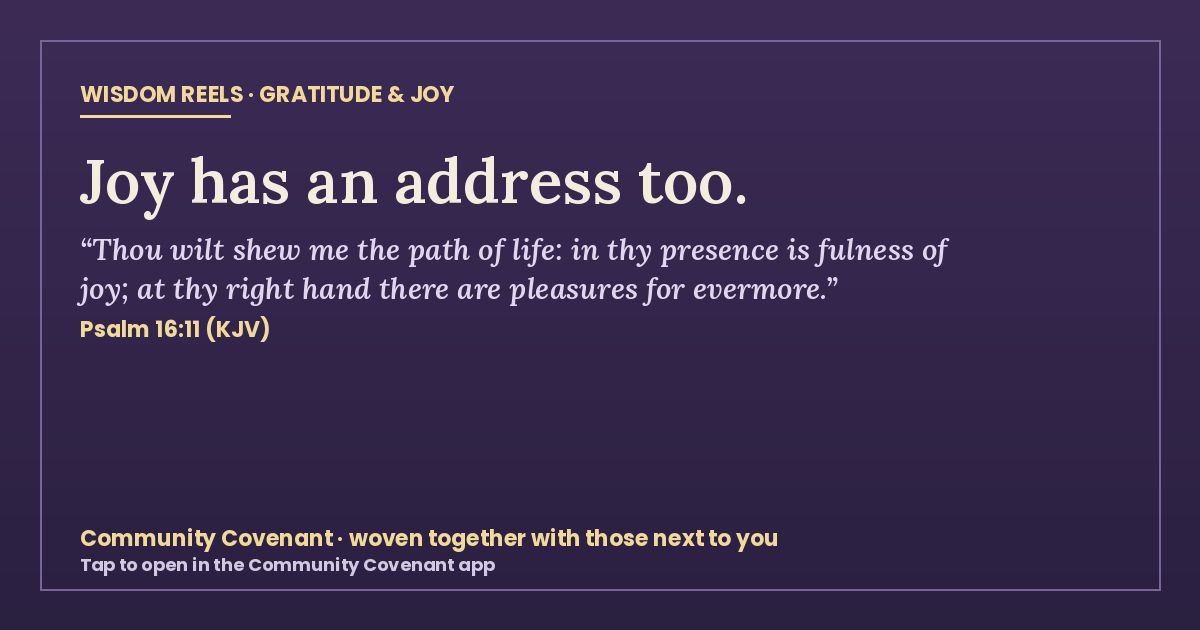 WISDOM REELS · GRATITUDE & JOY
Joy has an address too.
“Thou wilt shew me the path of life: in thy presence is fulness of
joy; at thy right hand there are pleasures for evermore.”
Psalm 16:11 (KJV)
Community Covenant · woven together with those next to you
Tap to open in the Community Covenant app